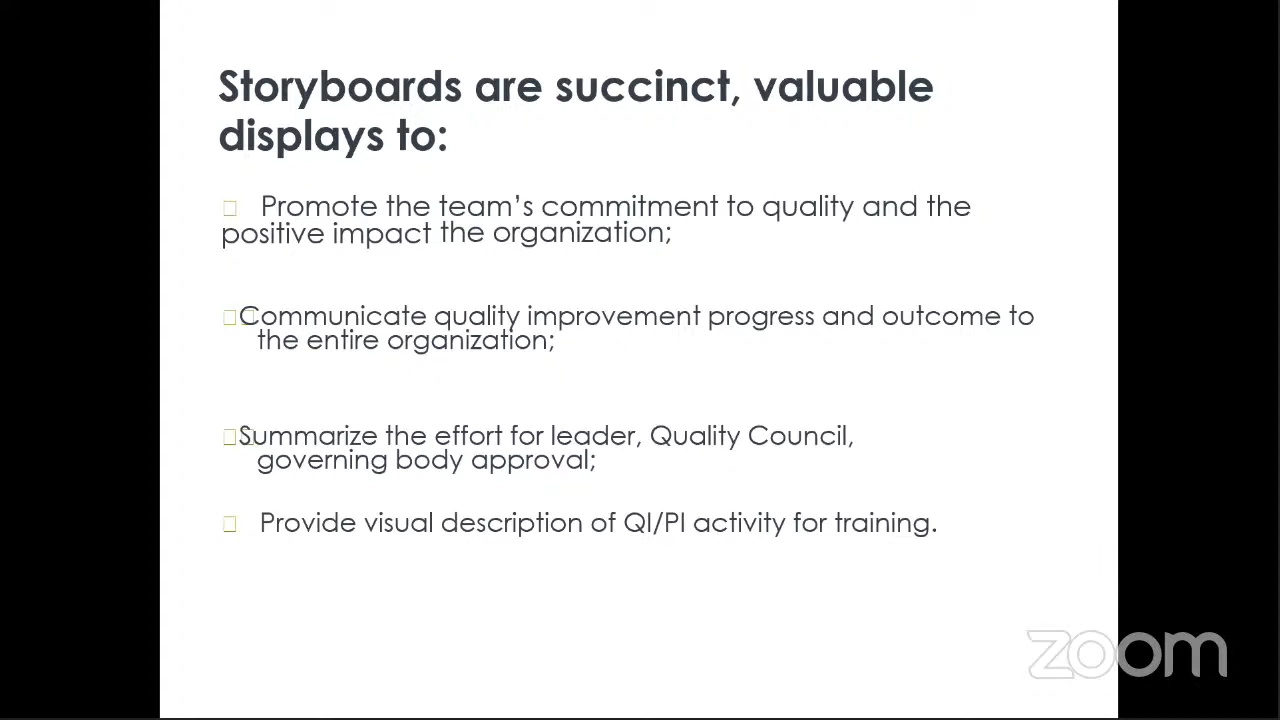 Storyboards are succinct, valuable
displays to:
Promote the team's commitment to quality and the
positive impact the organization;
Communicate quality improvement progress and outcome to
the entire organization;
Summarize the effort for leader, Quality Council,
governing body approval;
Provide visual description of QI/PI activity for training.
zoom